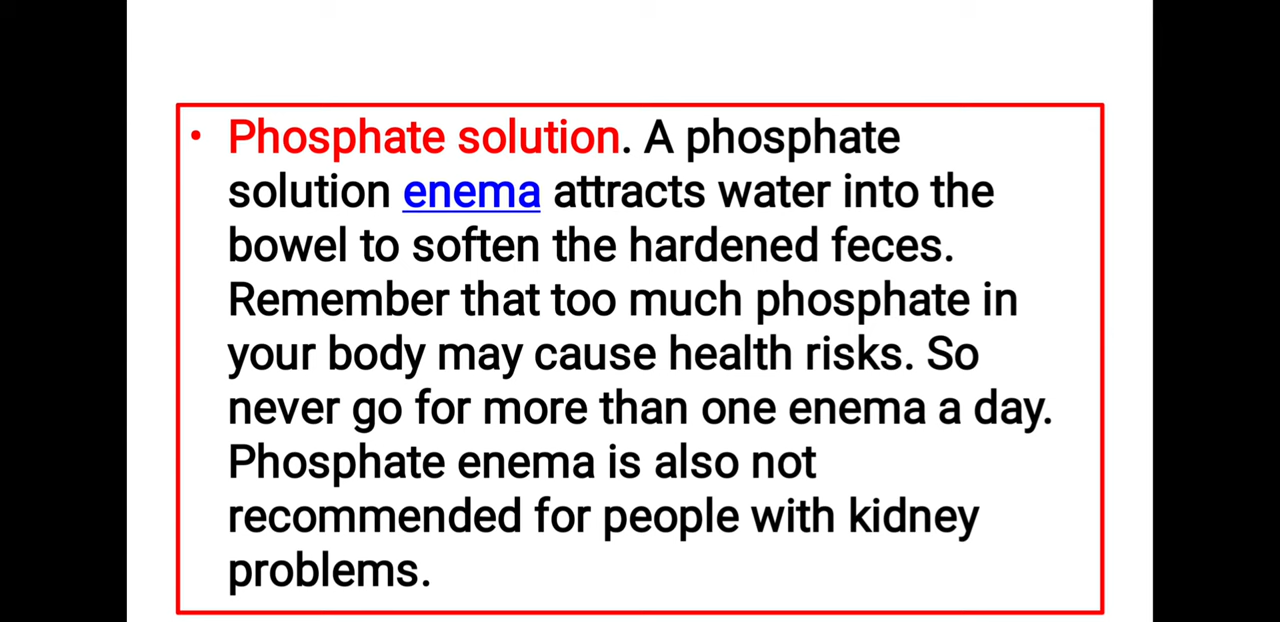 • Phosphate solution. A phosphate
solution enema attracts water into the
bowel to soften the hardened feces.
Remember that too much phosphate in
your body may cause health risks. So
never go for more than one enema a day.
Phosphate enema is also not
recommended for people with kidney
problems.